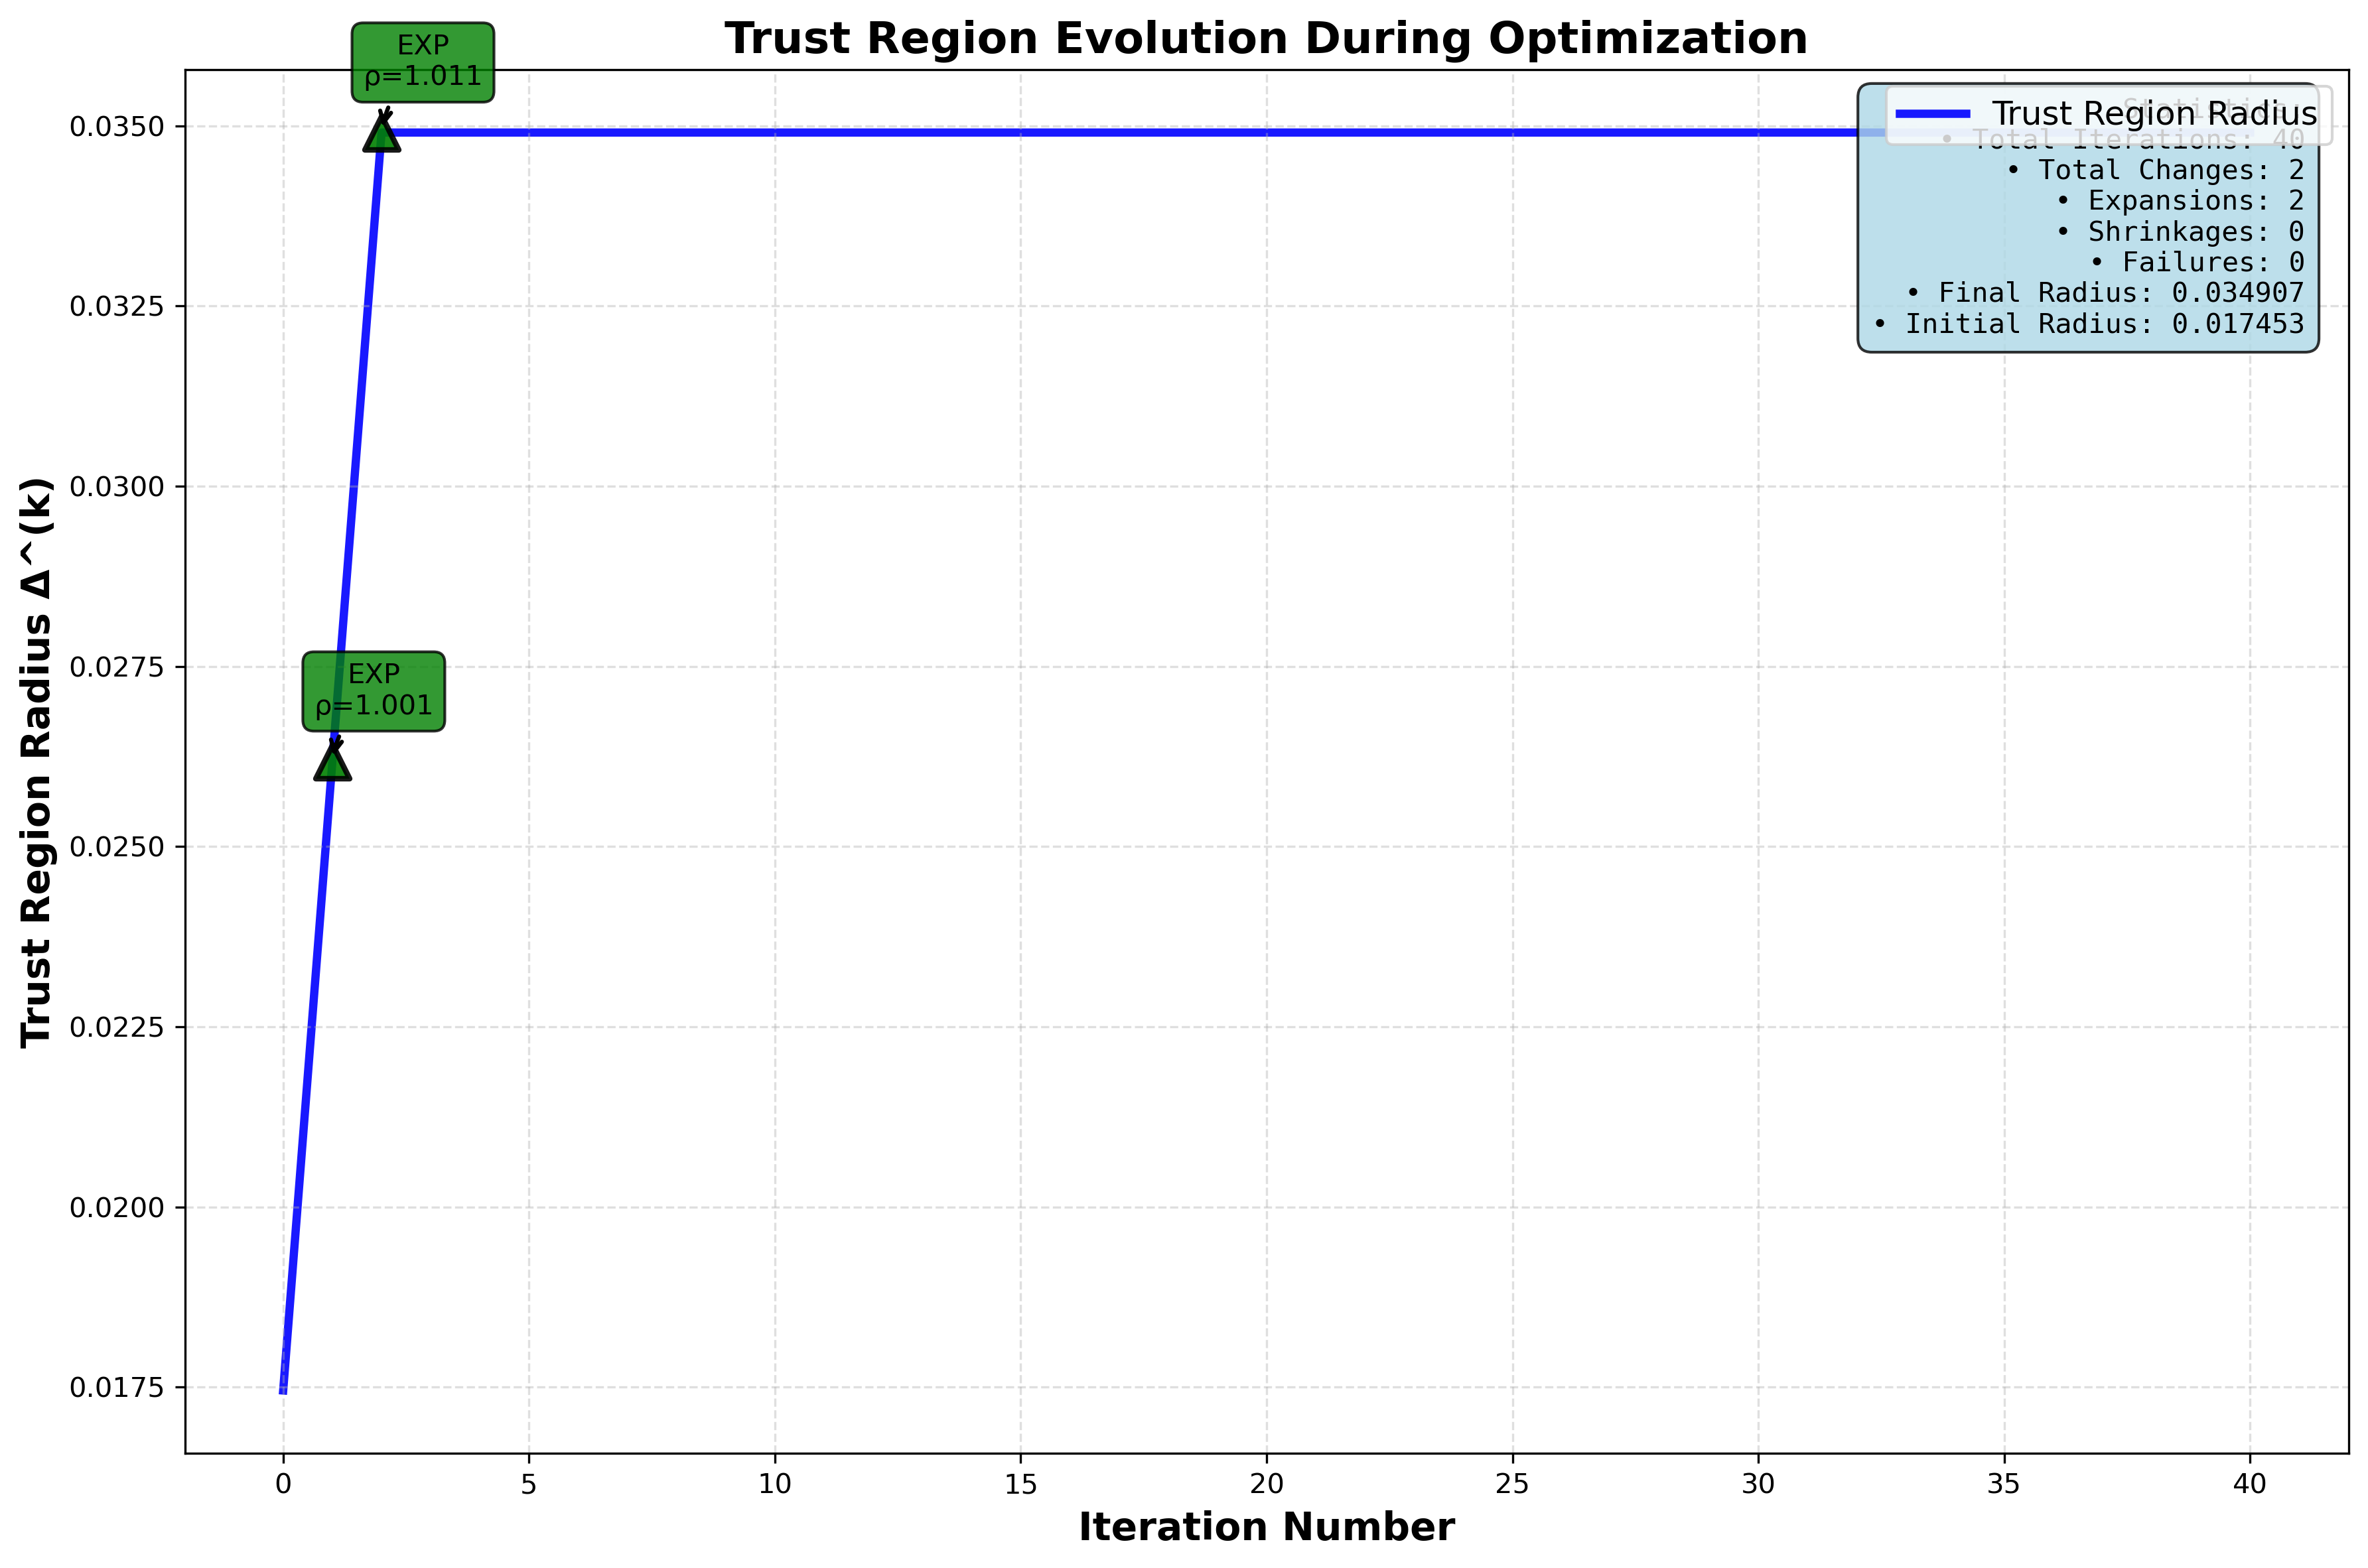 Trust Region Evolution During Optimization
EXP
ρ=1.011
EXP
ρ=1.001
Trust Region Radius
Statistics:
• Total Iterations: 40
• Total Changes: 2
• Expansions: 2
• Shrinkages: 0
• Failures: 0
• Final Radius: 0.034907
• Initial Radius: 0.017453
Trust Region Radius Δ^(k)
0.0350
0.0325
0.0300
0.0275
0.0250
0.0225
0.0200
0.0175
0 5 10 15 20 25 30 35 40
Iteration Number